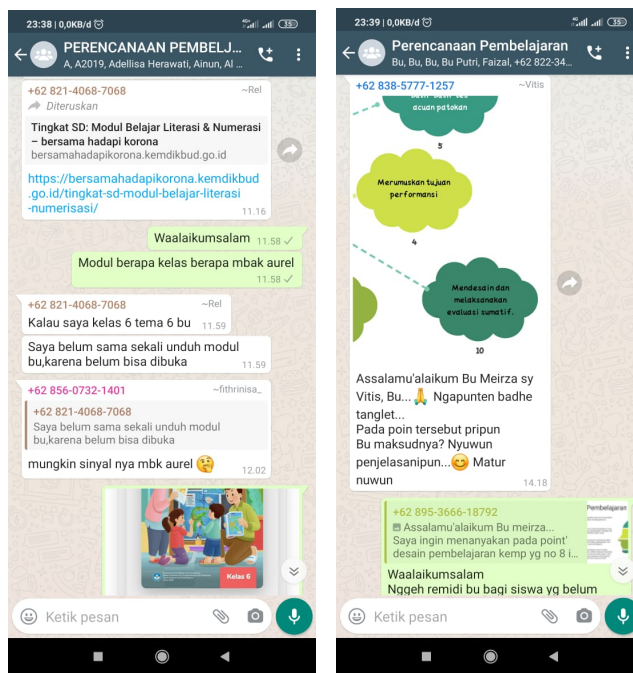 23:38 | 0,0KB/d
4G
35
PERENCANAAN PEMBELJ...
A, A2019, Adellisa Herawati, Ainun, Al ...
+62 821-4068-7068 ~Rel
Diteruskan
Tingkat SD: Modul Belajar Literasi & Numerasi
– bersama hadapi korona
bersamahadapikorona.kemdikbud.go.id
https://bersamahadapikorona.kemdikbud
.go.id/tingkat-sd-modul-belajar-literasi
-numerisasi/
11.16
Waalaikumsalam 11.58
Modul berapa kelas berapa mbak aurel
11.58
+62 821-4068-7068 ~Rel
Kalau saya kelas 6 tema 6 bu 11.59
Saya belum sama sekali unduh modul
bu,karena belum bisa dibuka 11.59
+62 856-0732-1401 ~fithrinisa_
+62 821-4068-7068
Saya belum sama sekali unduh modul
bu,karena belum bisa dibuka
mungkin sinyal nya mbk aurel 🤔 12.02
Kelas 6
Ketik pesan
23:39 | 0,0KB/d
4G
35
Perencanaan Pembelajaran
Bu, Bu, Bu, Bu Putri, Faizal, +62 822-34...
+62 838-5777-1257 ~Vitis
acuan patokan
5
Merumuskan tujuan
performansi
4
Mendesain dan
melaksanakan
evaluasi sumatif.
10
Assalamu'alaikum Bu Meirza sy
Vitis, Bu...🙏 Ngapunten badhe
tanglet...
Pada poin tersebut pripun
Bu maksudnya? Nyuwun
penjelasanipun...😊 Matur
nuwun 14.18
+62 895-3666-18792
Assalamu'alaikum Bu meirza...
Saya ingin menanyakan pada point'
desain pembelajaran kemp yg no 8 i...
Pembelajaran
Waalaikumsalam
Nggeh remidi bu bagi siswa yg belum
Ketik pesan